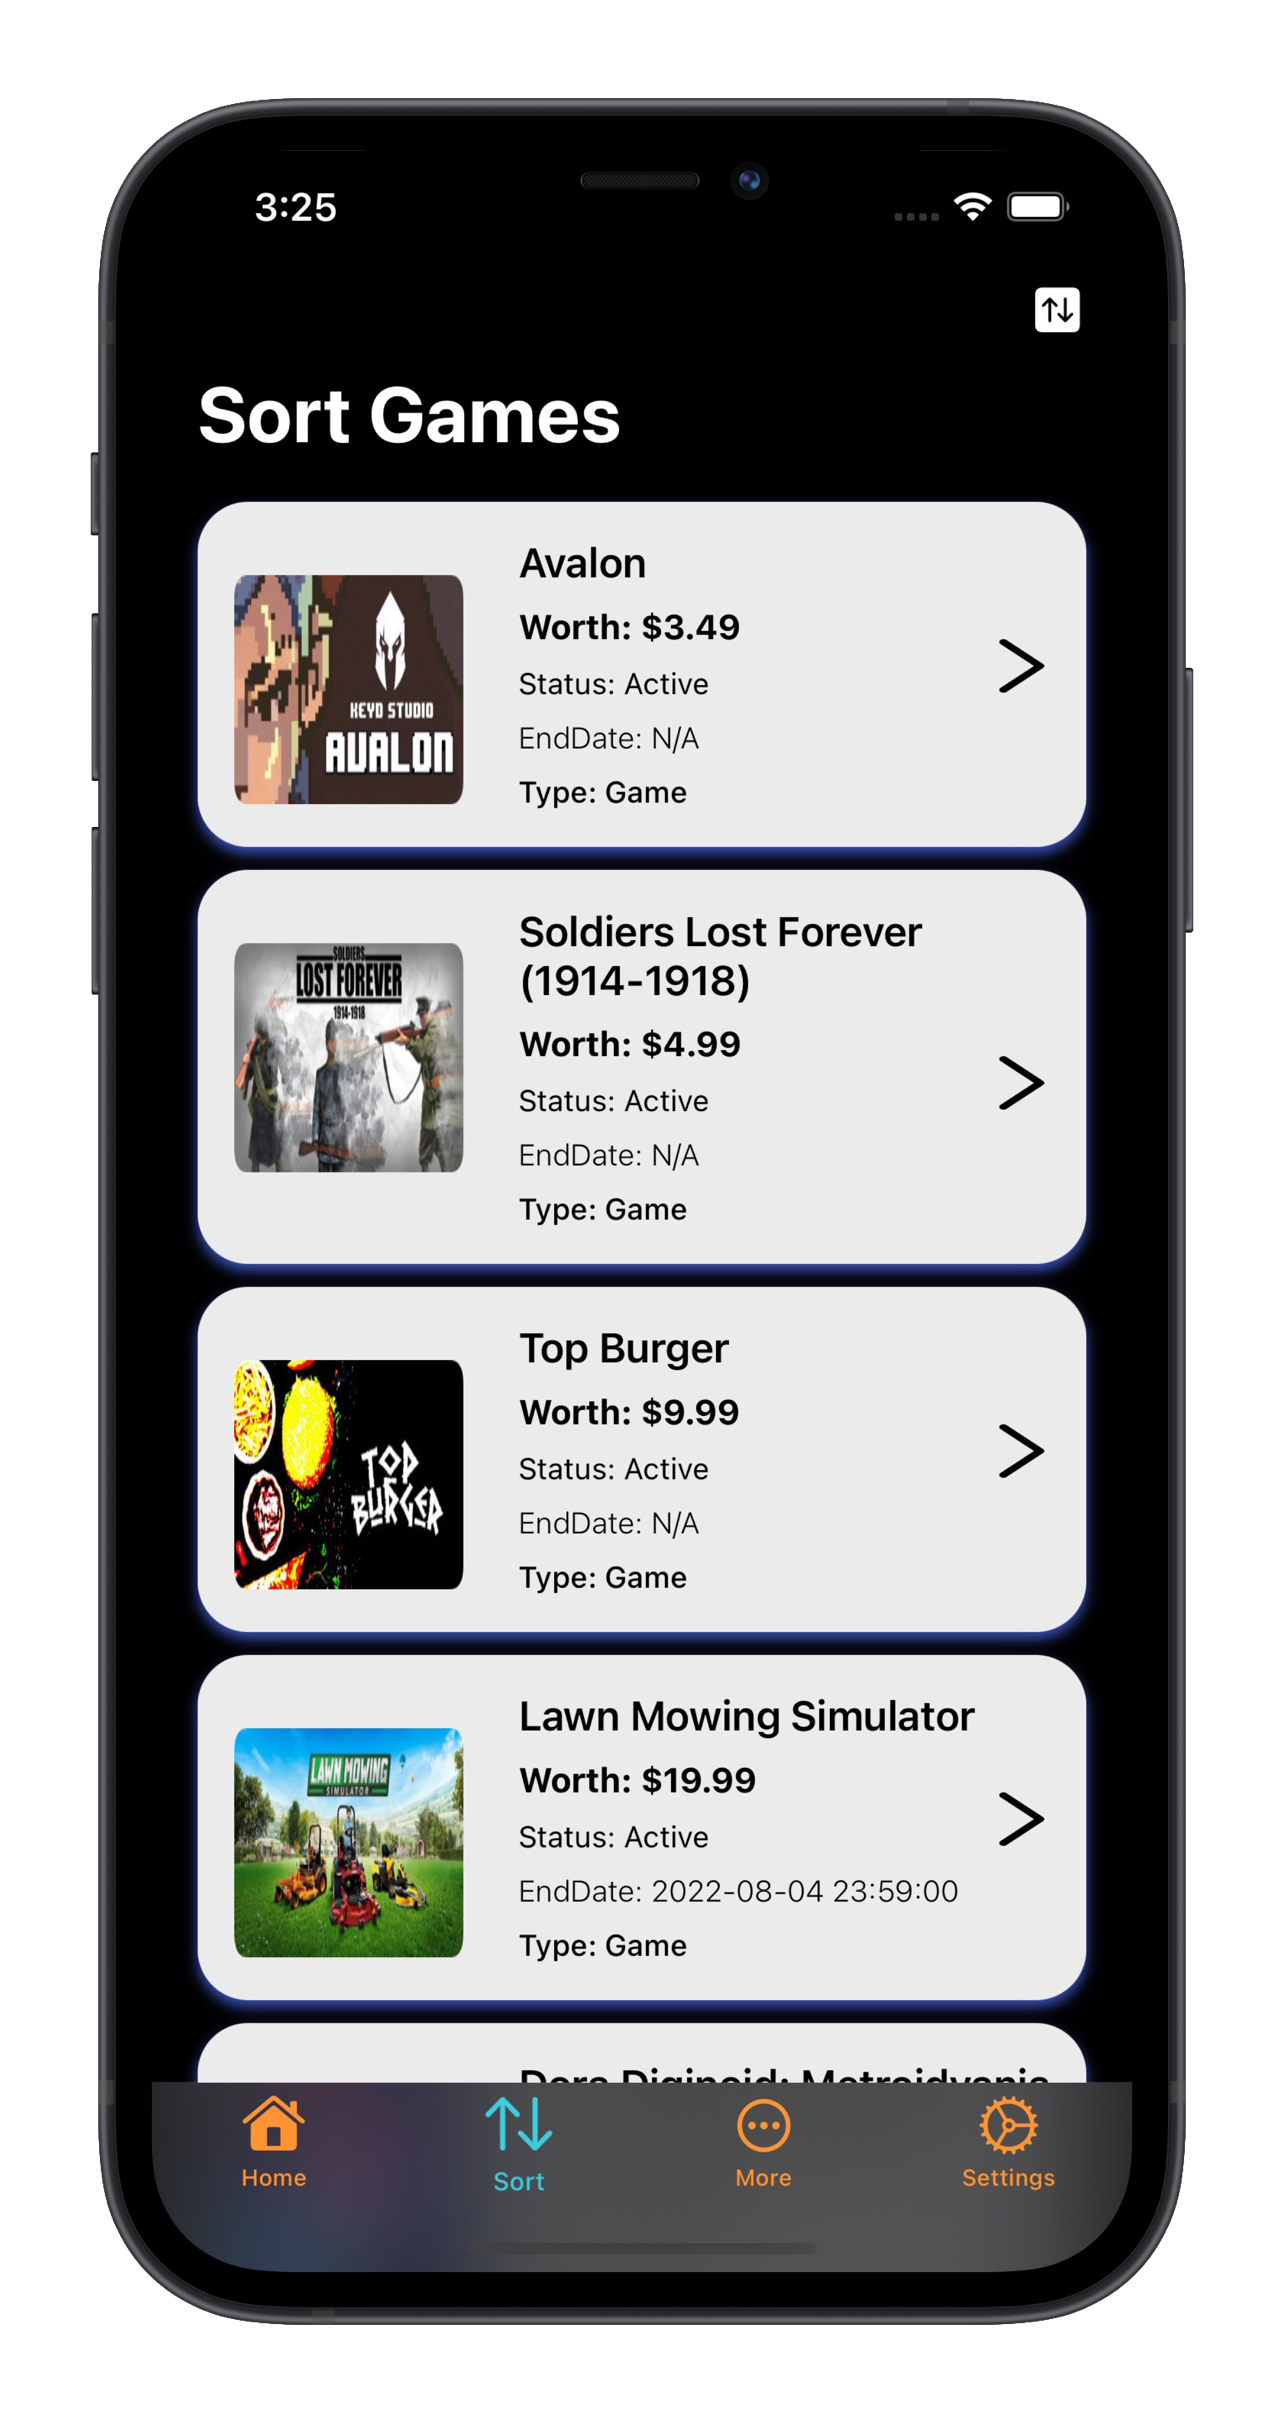 3:25
Sort Games
Avalon
Worth: $3.49
Status: Active
EndDate: N/A
Type: Game
KEYD STUDIO
AVALON
Soldiers Lost Forever
(1914-1918)
Worth: $4.99
Status: Active
EndDate: N/A
Type: Game
SOLDIERS
LOST FOREVER
1914-1918
Top Burger
Worth: $9.99
Status: Active
EndDate: N/A
Type: Game
TOP
BURGER
Lawn Mowing Simulator
Worth: $19.99
Status: Active
EndDate: 2022-08-04 23:59:00
Type: Game
LAWN MOWING
SIMULATOR
Dora Diginoid: Metroidvania
Home
Sort
More
Settings